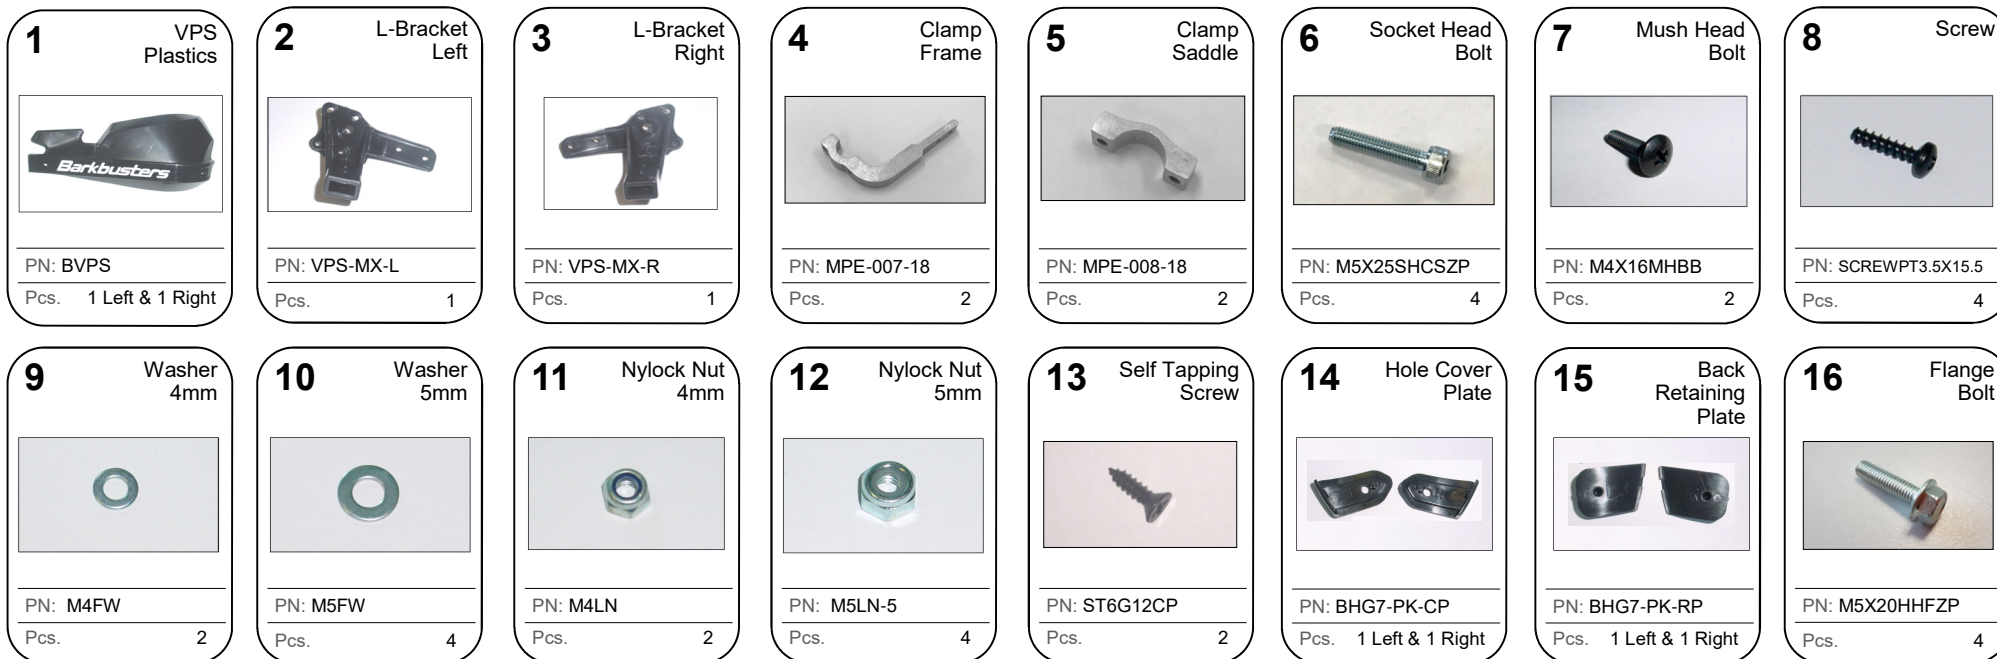 1 VPS
Plastics
Barkbusters
PN: BVPS
Pcs. 1 Left & 1 Right
2 L-Bracket
Left
PN: VPS-MX-L
Pcs. 1
3 L-Bracket
Right
PN: VPS-MX-R
Pcs. 1
4 Clamp
Frame
PN: MPE-007-18
Pcs. 2
5 Clamp
Saddle
PN: MPE-008-18
Pcs. 2
6 Socket Head
Bolt
PN: M5X25SHCSZP
Pcs. 4
7 Mush Head
Bolt
PN: M4X16MHBB
Pcs. 2
8 Screw
PN: SCREWPT3.5X15.5
Pcs. 4
9 Washer
4mm
PN: M4FW
Pcs. 2
10 Washer
5mm
PN: M5FW
Pcs. 4
11 Nylock Nut
4mm
PN: M4LN
Pcs. 2
12 Nylock Nut
5mm
PN: M5LN-5
Pcs. 4
13 Self Tapping
Screw
PN: ST6G12CP
Pcs. 2
14 Hole Cover
Plate
PN: BHG7-PK-CP
Pcs. 1 Left & 1 Right
15 Back
Retaining
Plate
PN: BHG7-PK-RP
Pcs. 1 Left & 1 Right
16 Flange
Bolt
PN: M5X20HHFZP
Pcs. 4